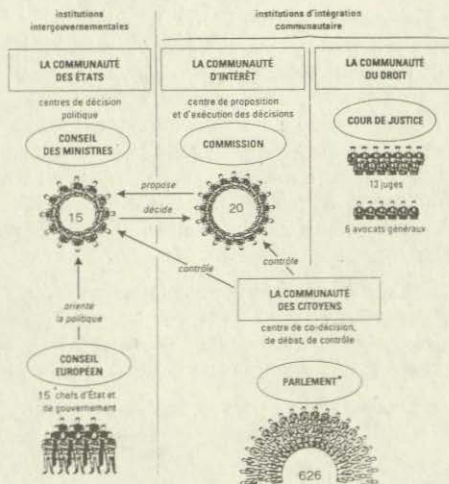 institutions
intergouvernementales
institutions d'intégration
communautaire
LA COMMUNAUTÉ
DES ÉTATS
LA COMMUNAUTÉ
D'INTÉRÊT
LA COMMUNAUTÉ
DU DROIT
centres de décision
politique
centre de proposition
et d'exécution des décisions
CONSEIL
DES MINISTRES
COMMISSION
COUR DE JUSTICE
propose
15
décide
20
13 juges
6 avocats généraux
contrôle
contrôle
LA COMMUNAUTÉ
DES CITOYENS
oriente
la politique
centre de co-décision,
de débat, de contrôle
CONSEIL
EUROPÉEN
PARLEMENT*
15 chefs d'État et
de gouvernement
626